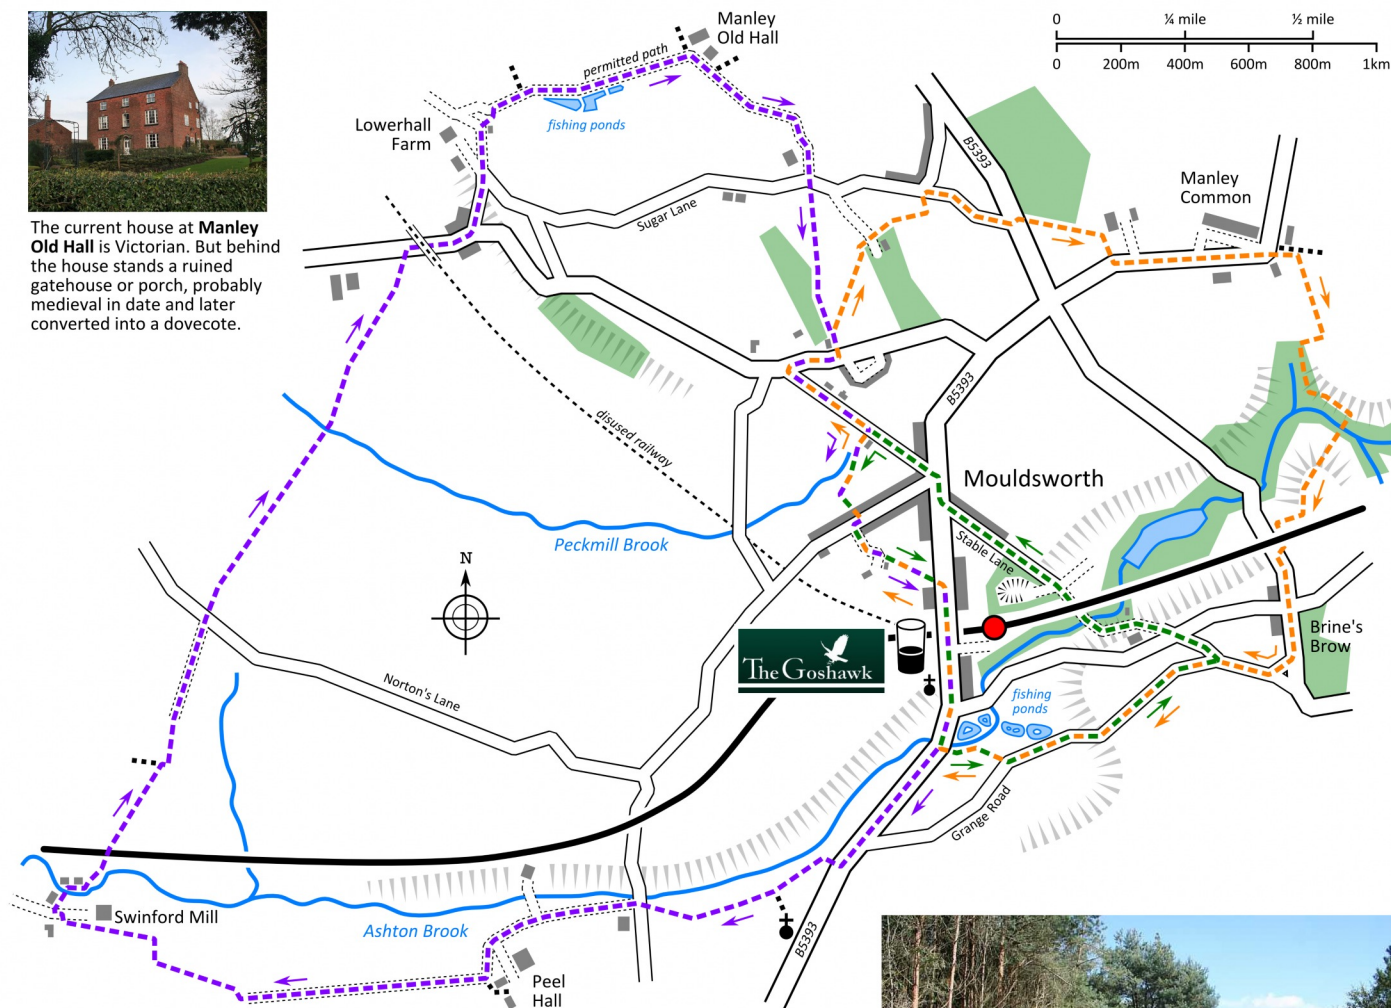 Manley
Old Hall
permitted path
fishing ponds
Lowerhall
Farm
0 ¼ mile ½ mile
0 200m 400m 600m 800m 1km
B5393
Manley
Common
Sugar Lane
The current house at Manley
Old Hall is Victorian. But behind
the house stands a ruined
gatehouse or porch, probably
medieval in date and later
converted into a dovecote.
B5393
disused railway
Mouldsworth
Peckmill Brook
Stable Lane
N
The Goshawk
Brine's
Brow
Norton's Lane
fishing
ponds
Grange Road
Swinford Mill
Ashton Brook
B5393
Peel
Hall